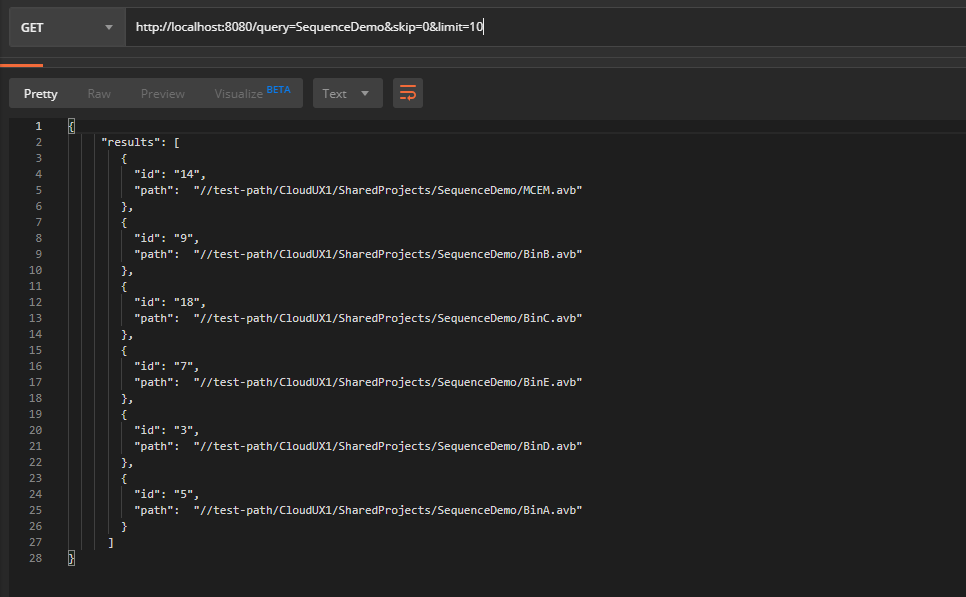 GET http://localhost:8080/query=SequenceDemo&skip=0&limit=10
Pretty Raw Preview Visualize BETA Text
1 {
2 "results": [
3 {
4 "id": "14",
5 "path": "//test-path/CloudUX1/SharedProjects/SequenceDemo/MCEM.avb"
6 },
7 {
8 "id": "9",
9 "path": "//test-path/CloudUX1/SharedProjects/SequenceDemo/BinB.avb"
10 },
11 {
12 "id": "18",
13 "path": "//test-path/CloudUX1/SharedProjects/SequenceDemo/BinC.avb"
14 },
15 {
16 "id": "7",
17 "path": "//test-path/CloudUX1/SharedProjects/SequenceDemo/BinE.avb"
18 },
19 {
20 "id": "3",
21 "path": "//test-path/CloudUX1/SharedProjects/SequenceDemo/BinD.avb"
22 },
23 {
24 "id": "5",
25 "path": "//test-path/CloudUX1/SharedProjects/SequenceDemo/BinA.avb"
26 }
27 ]
28 }